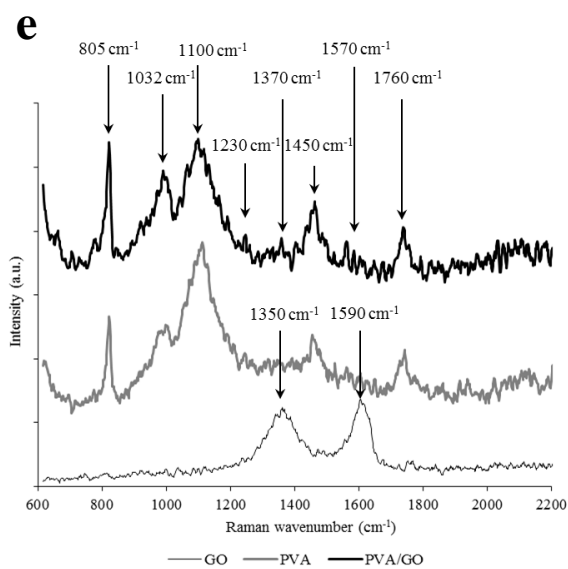 e
805 cm-1
1100 cm-1
1570 cm-1
1032 cm-1
1370 cm-1
1760 cm-1
1230 cm-1
1450 cm-1
1350 cm-1
1590 cm-1
Intensity (a.u.)
600 800 1000 1200 1400 1600 1800 2000 2200
Raman wavenumber (cm-1)
GO PVA PVA/GO